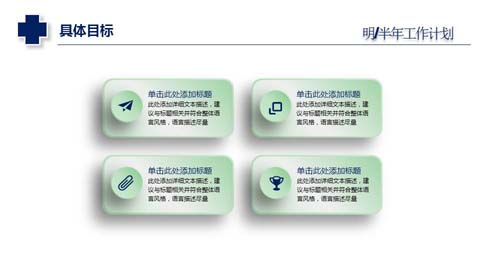 具体目标
明/半年工作计划
单击此处添加标题
此处添加详细文本描述，建
议与标题相关并符合整体语
言风格，语言描述尽量
单击此处添加标题
此处添加详细文本描述，建
议与标题相关并符合整体语
言风格，语言描述尽量
单击此处添加标题
此处添加详细文本描述，建
议与标题相关并符合整体语
言风格，语言描述尽量
单击此处添加标题
此处添加详细文本描述，建
议与标题相关并符合整体语
言风格，语言描述尽量